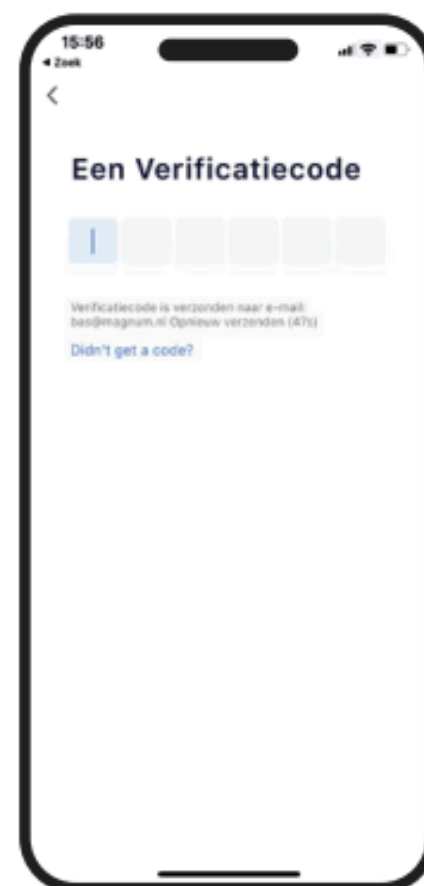 15:56
◀ Zoek
Een Verificatiecode
Verificatiecode is verzonden naar e-mail:
bas@magnum.nl Opnieuw verzenden (47s)
Didn't get a code?